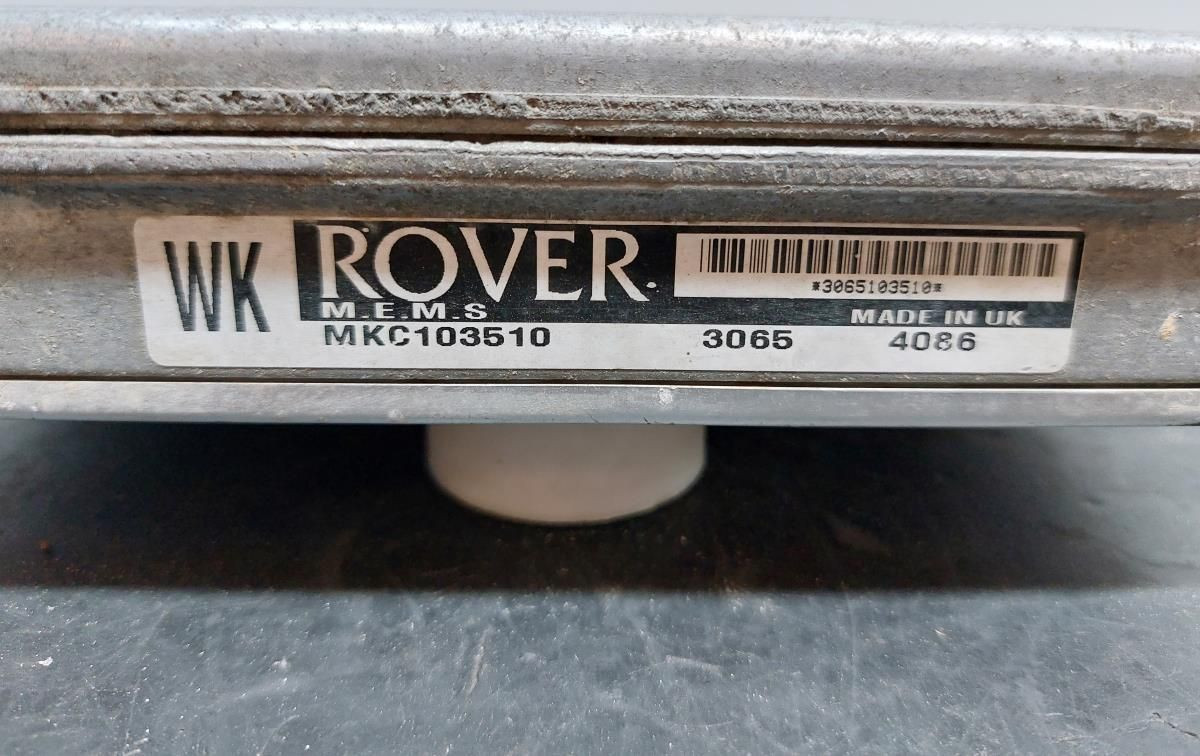 WK
ROVER.
M.E.M.S
*3065103510*
MADE IN UK
MKC103510 3065 4086